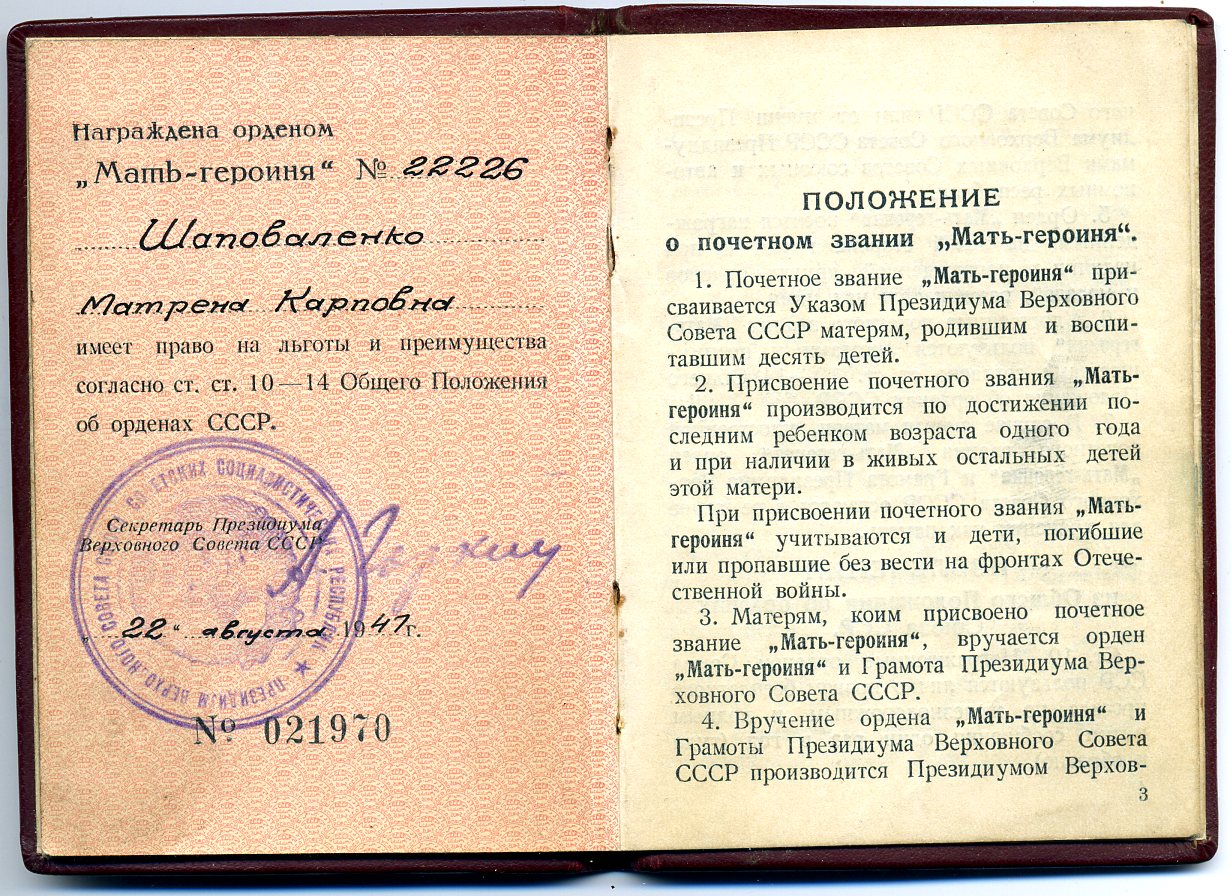 Награждена орденом
„Мать-героиня“ № 22226
Шаповаленко
Матрена Карповна
имеет право на льготы и преимущества
согласно ст. ст. 10—14 Общего Положения
об орденах СССР.
Секретарь Президиума
Верховного Совета СССР
„22“ августа 1947 г.
№ 021970
ПОЛОЖЕНИЕ
о почетном звании „Мать-героиня“.
1. Почетное звание „Мать-героиня“ при-
сваивается Указом Президиума Верховного
Совета СССР матерям, родившим и воспи-
тавшим десять детей.
2. Присвоение почетного звания „Мать-
героиня“ производится по достижении по-
следним ребенком возраста одного года
и при наличии в живых остальных детей
этой матери.
При присвоении почетного звания „Мать-
героиня“ учитываются и дети, погибшие
или пропавшие без вести на фронтах Отече-
ственной войны.
3. Матерям, коим присвоено почетное
звание „Мать-героиня“, вручается орден
„Мать-героиня“ и Грамота Президиума Вер-
ховного Совета СССР.
4. Вручение ордена „Мать-героиня“ и
Грамоты Президиума Верховного Совета
СССР производится Президиумом Верхов-
3